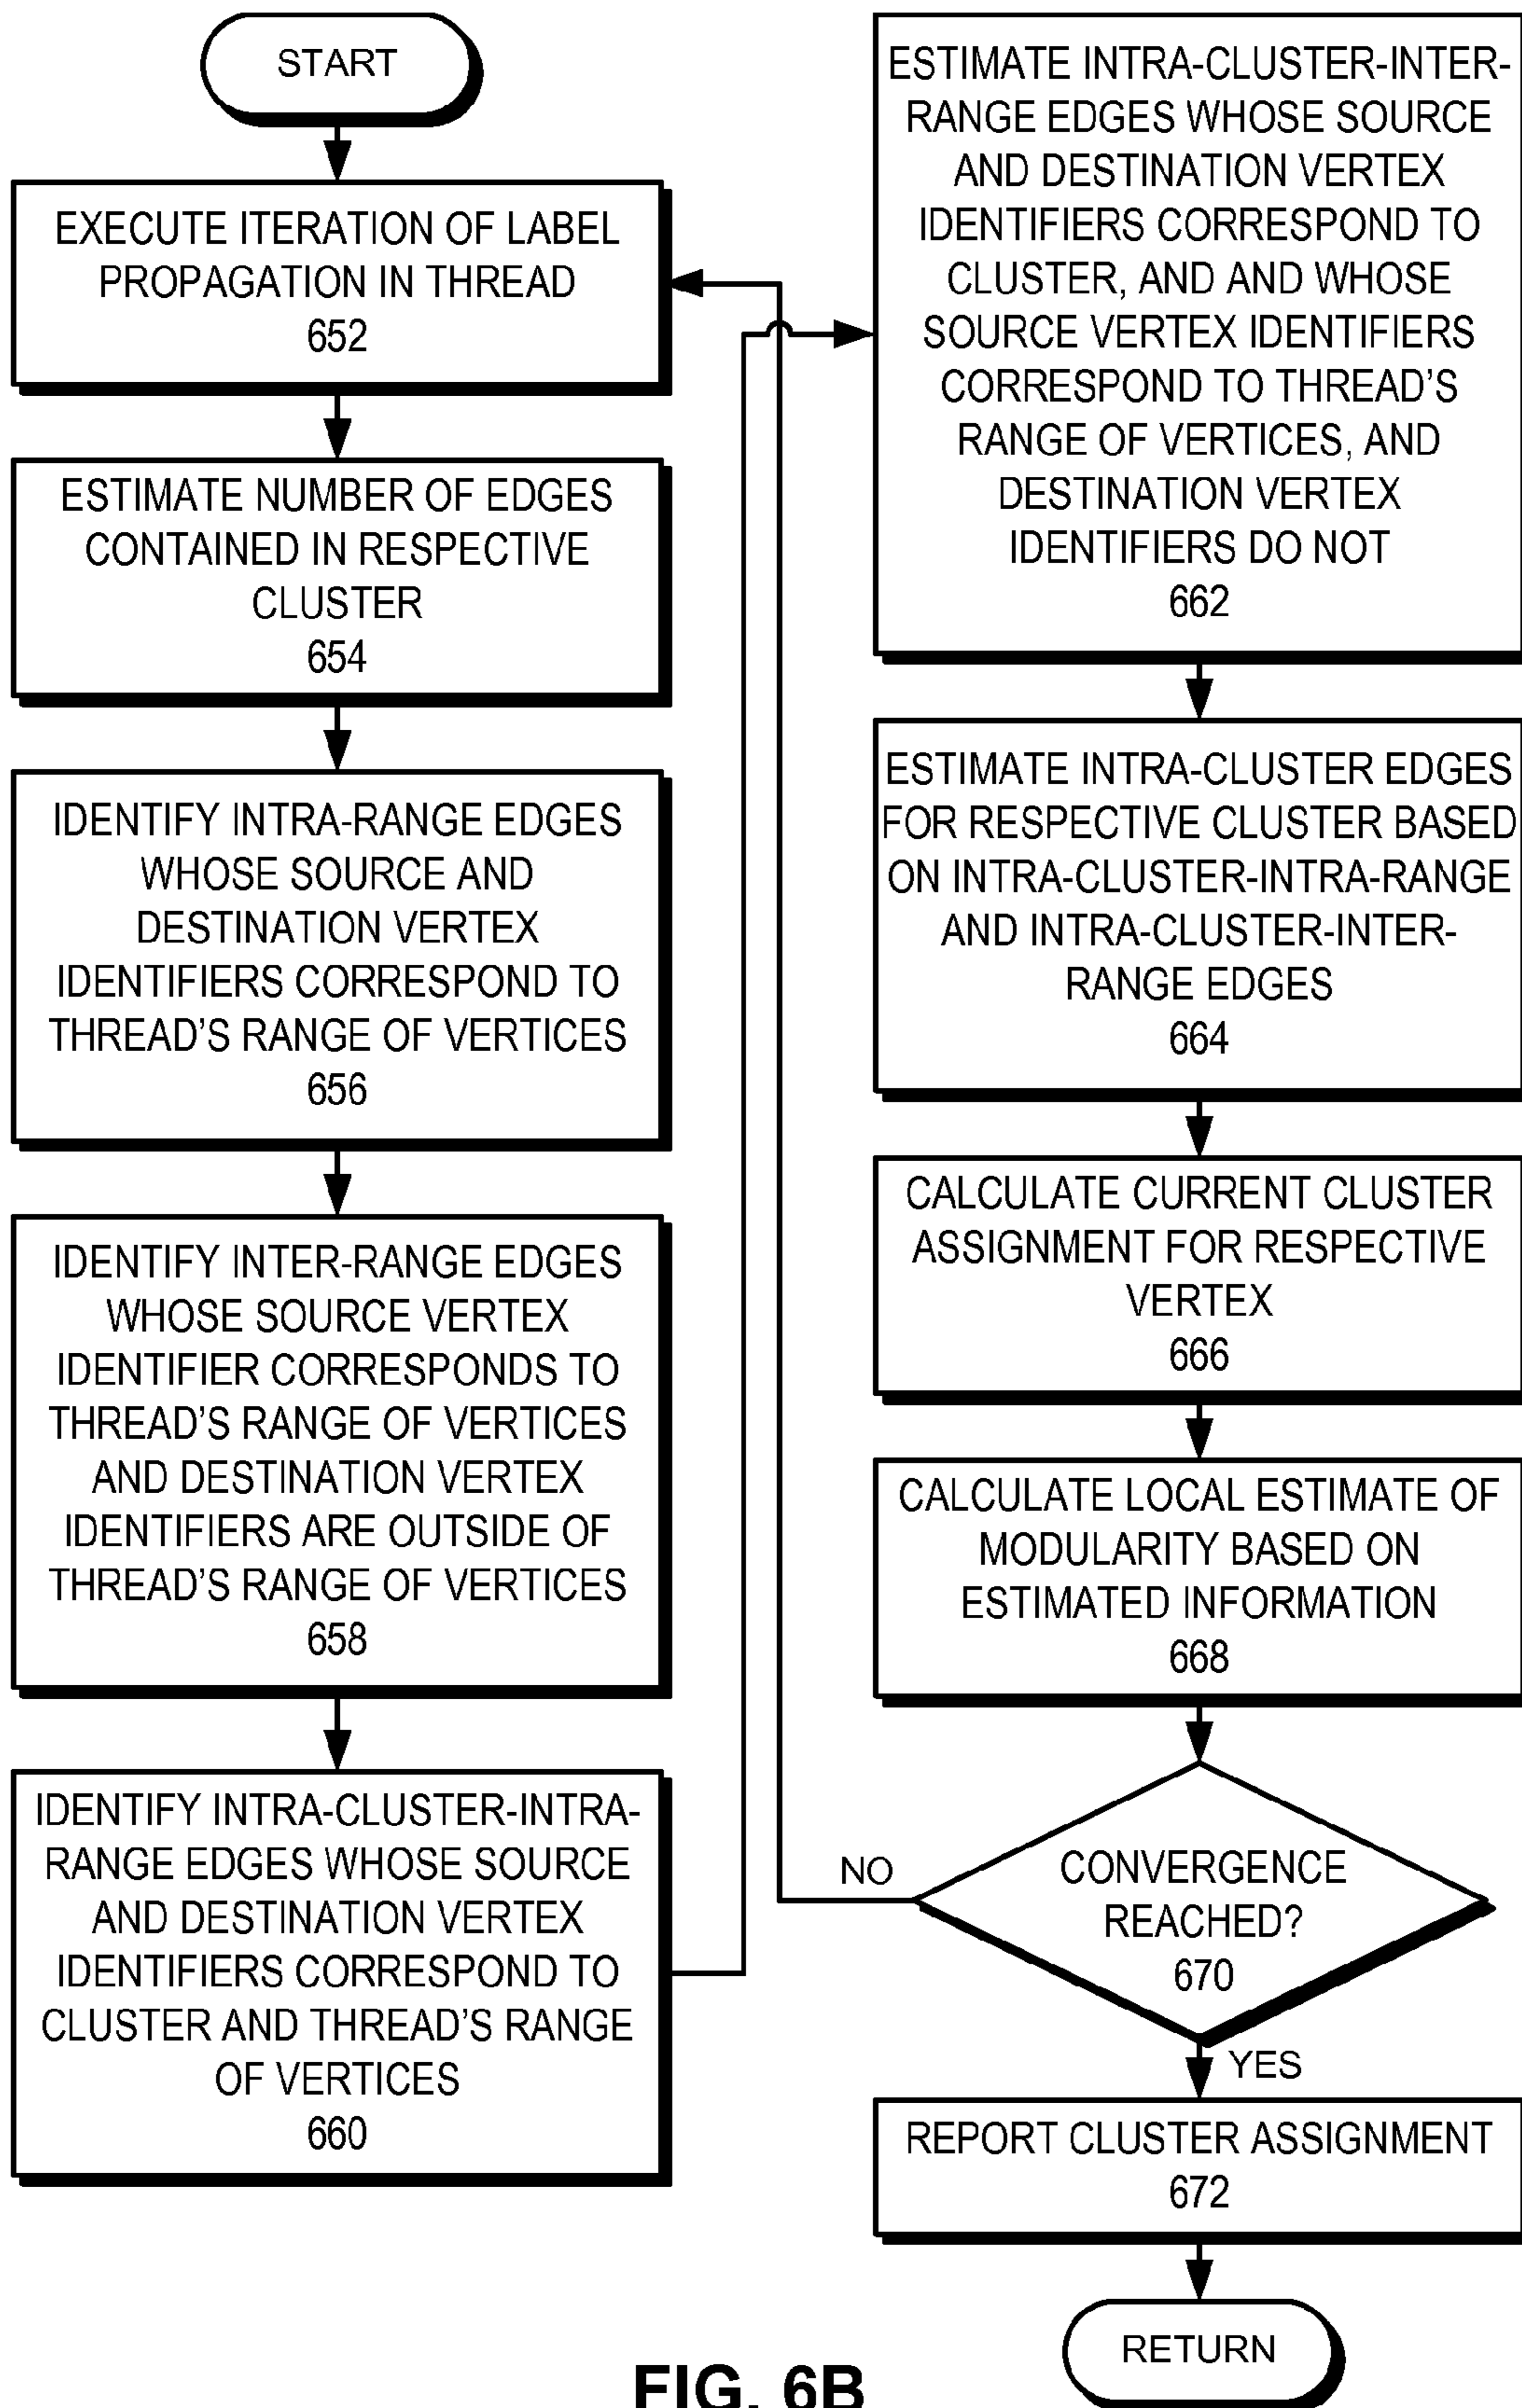 START
EXECUTE ITERATION OF LABEL
PROPAGATION IN THREAD
652
ESTIMATE NUMBER OF EDGES
CONTAINED IN RESPECTIVE
CLUSTER
654
IDENTIFY INTRA-RANGE EDGES
WHOSE SOURCE AND
DESTINATION VERTEX
IDENTIFIERS CORRESPOND TO
THREAD'S RANGE OF VERTICES
656
IDENTIFY INTER-RANGE EDGES
WHOSE SOURCE VERTEX
IDENTIFIER CORRESPONDS TO
THREAD'S RANGE OF VERTICES
AND DESTINATION VERTEX
IDENTIFIERS ARE OUTSIDE OF
THREAD'S RANGE OF VERTICES
658
IDENTIFY INTRA-CLUSTER-INTRA-
RANGE EDGES WHOSE SOURCE
AND DESTINATION VERTEX
IDENTIFIERS CORRESPOND TO
CLUSTER AND THREAD'S RANGE
OF VERTICES
660
ESTIMATE INTRA-CLUSTER-INTER-
RANGE EDGES WHOSE SOURCE
AND DESTINATION VERTEX
IDENTIFIERS CORRESPOND TO
CLUSTER, AND AND WHOSE
SOURCE VERTEX IDENTIFIERS
CORRESPOND TO THREAD'S
RANGE OF VERTICES, AND
DESTINATION VERTEX
IDENTIFIERS DO NOT
662
ESTIMATE INTRA-CLUSTER EDGES
FOR RESPECTIVE CLUSTER BASED
ON INTRA-CLUSTER-INTRA-RANGE
AND INTRA-CLUSTER-INTER-
RANGE EDGES
664
CALCULATE CURRENT CLUSTER
ASSIGNMENT FOR RESPECTIVE
VERTEX
666
CALCULATE LOCAL ESTIMATE OF
MODULARITY BASED ON
ESTIMATED INFORMATION
668
CONVERGENCE
REACHED?
670
NO
YES
REPORT CLUSTER ASSIGNMENT
672
RETURN
FIG. 6B